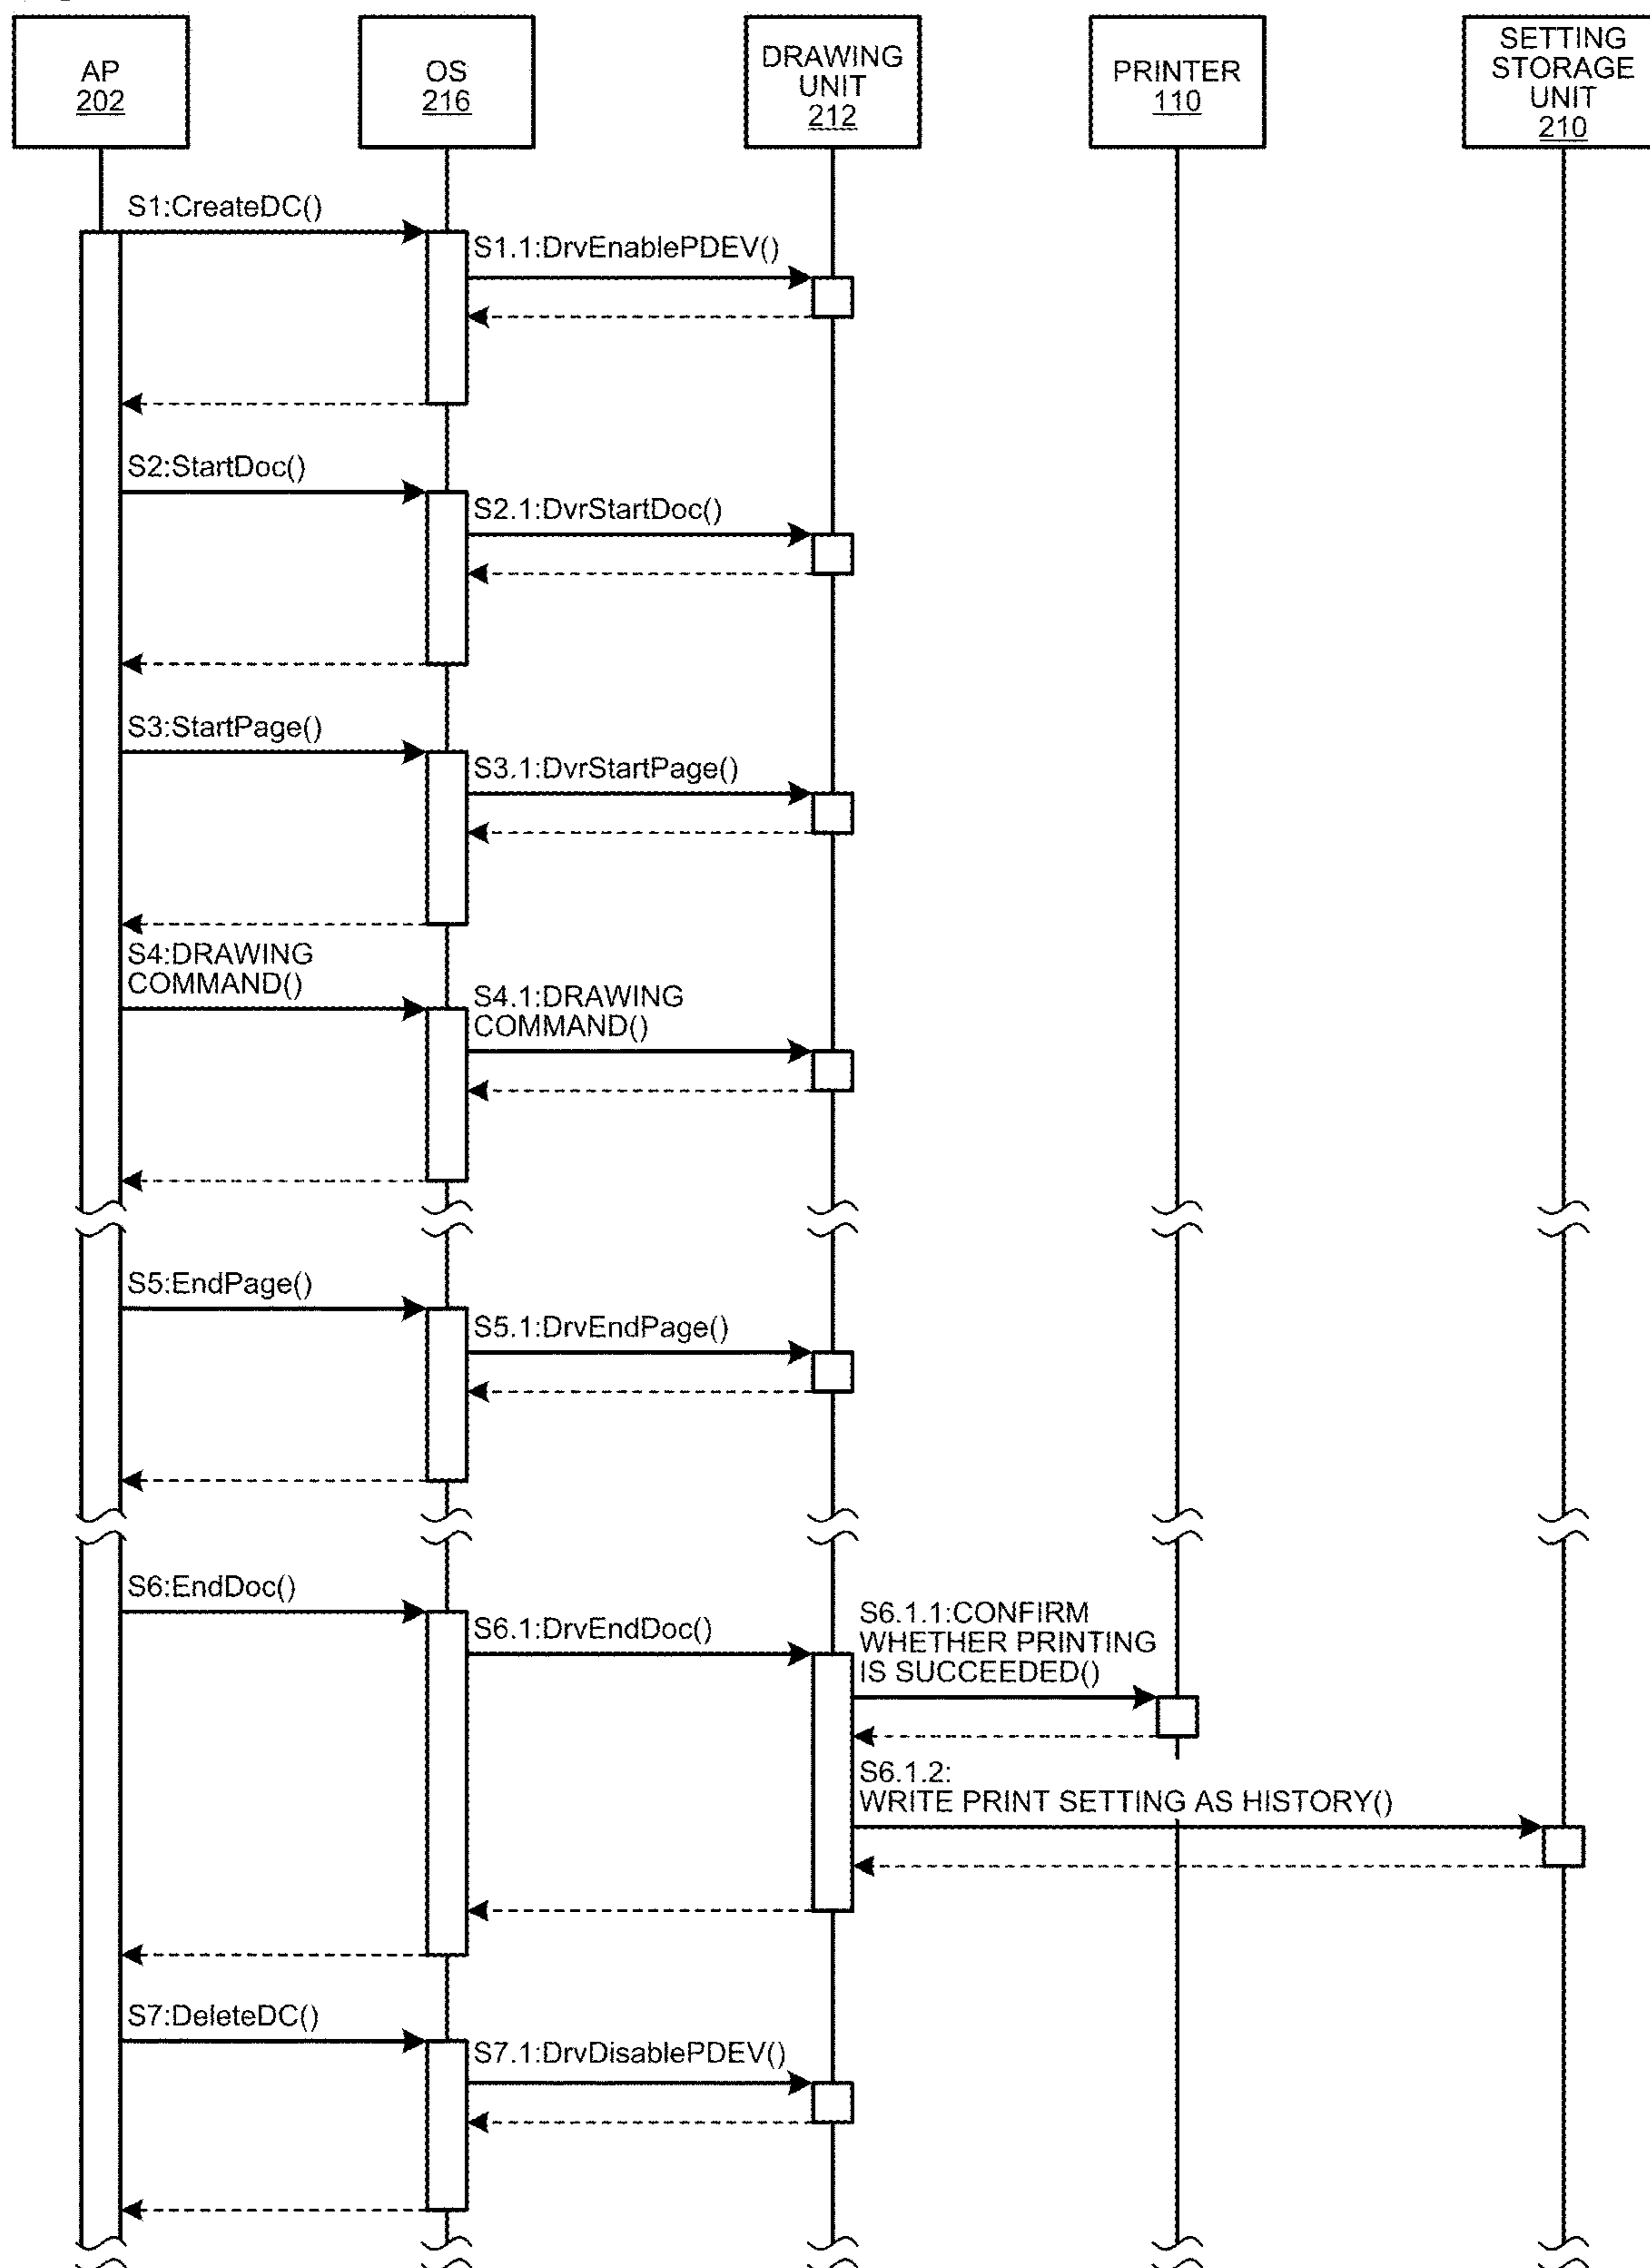 AP
202
OS
216
DRAWING
UNIT
212
PRINTER
110
SETTING
STORAGE
UNIT
210
S1:CreateDC()
S1.1:DrvEnablePDEV()
S2:StartDoc()
S2.1:DvrStartDoc()
S3:StartPage()
S3.1:DvrStartPage()
S4:DRAWING
COMMAND()
S4.1:DRAWING
COMMAND()
S5:EndPage()
S5.1:DrvEndPage()
S6:EndDoc()
S6.1:DrvEndDoc()
S6.1.1:CONFIRM
WHETHER PRINTING
IS SUCCEEDED()
S6.1.2:
WRITE PRINT SETTING AS HISTORY()
S7:DeleteDC()
S7.1:DrvDisablePDEV()